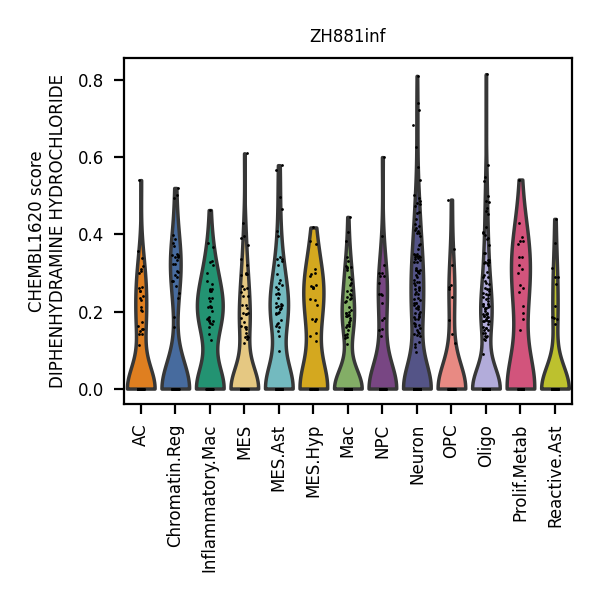 ZH881inf
CHEMBL1620 score
DIPHENHYDRAMINE HYDROCHLORIDE
0.8
0.6
0.4
0.2
0.0
AC
Chromatin.Reg
Inflammatory.Mac
MES
MES.Ast
MES.Hyp
Mac
NPC
Neuron
OPC
Oligo
Prolif.Metab
Reactive.Ast